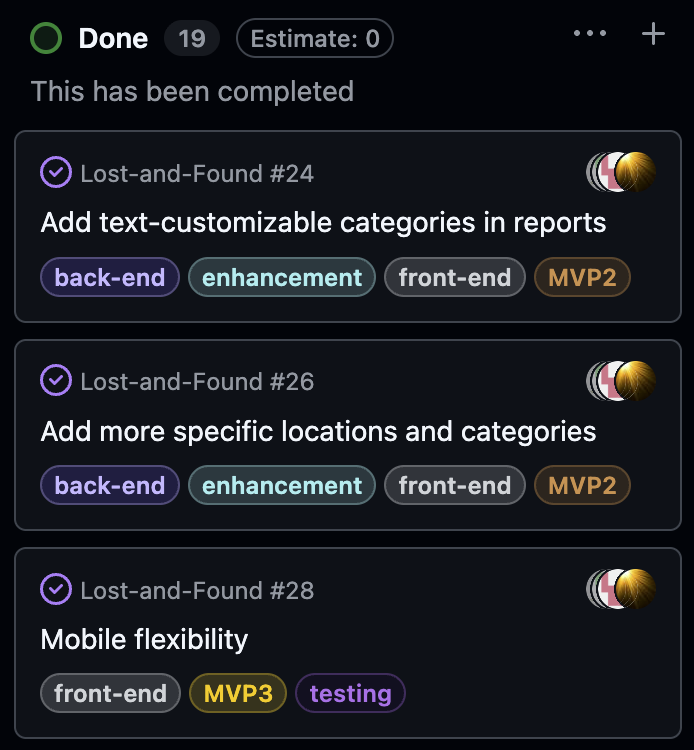 Done 19 Estimate: 0
This has been completed
Lost-and-Found #24
Add text-customizable categories in reports
back-end enhancement front-end MVP2
Lost-and-Found #26
Add more specific locations and categories
back-end enhancement front-end MVP2
Lost-and-Found #28
Mobile flexibility
front-end MVP3 testing